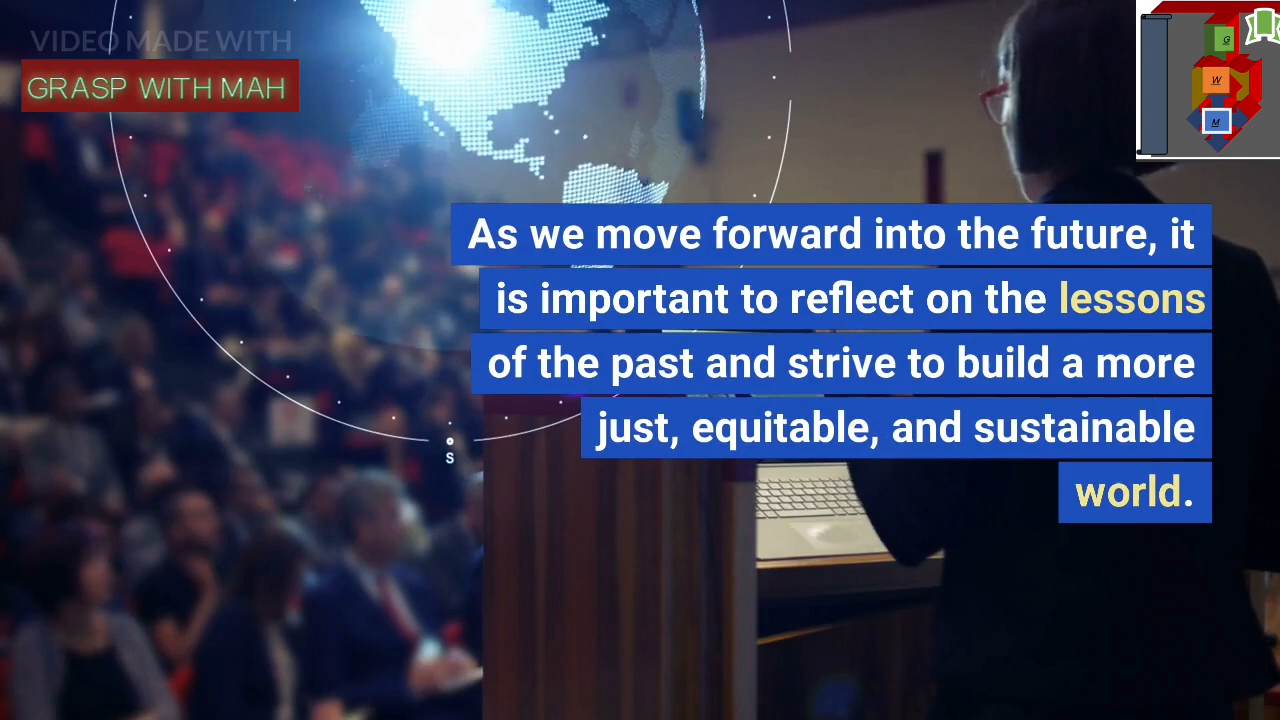 VIDEO MADE WITH
GRASP WITH MAH
G
W
M
As we move forward into the future, it
is important to reflect on the lessons
of the past and strive to build a more
just, equitable, and sustainable
world.
S